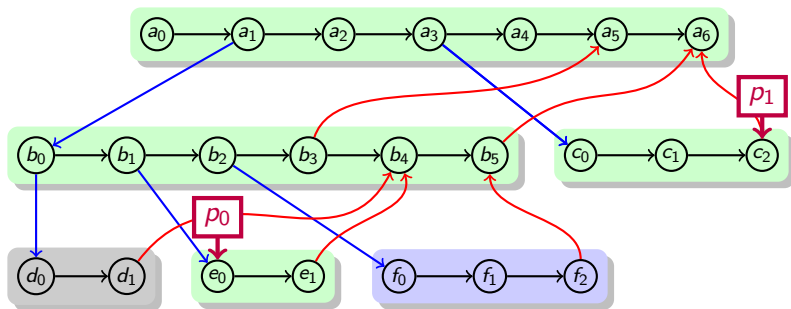 a₀ a₁ a₂ a₃ a₄ a₅ a₆
p₁
b₀ b₁ b₂ b₃ b₄ b₅ c₀ c₁ c₂
p₀
d₀ d₁ e₀ e₁ f₀ f₁ f₂